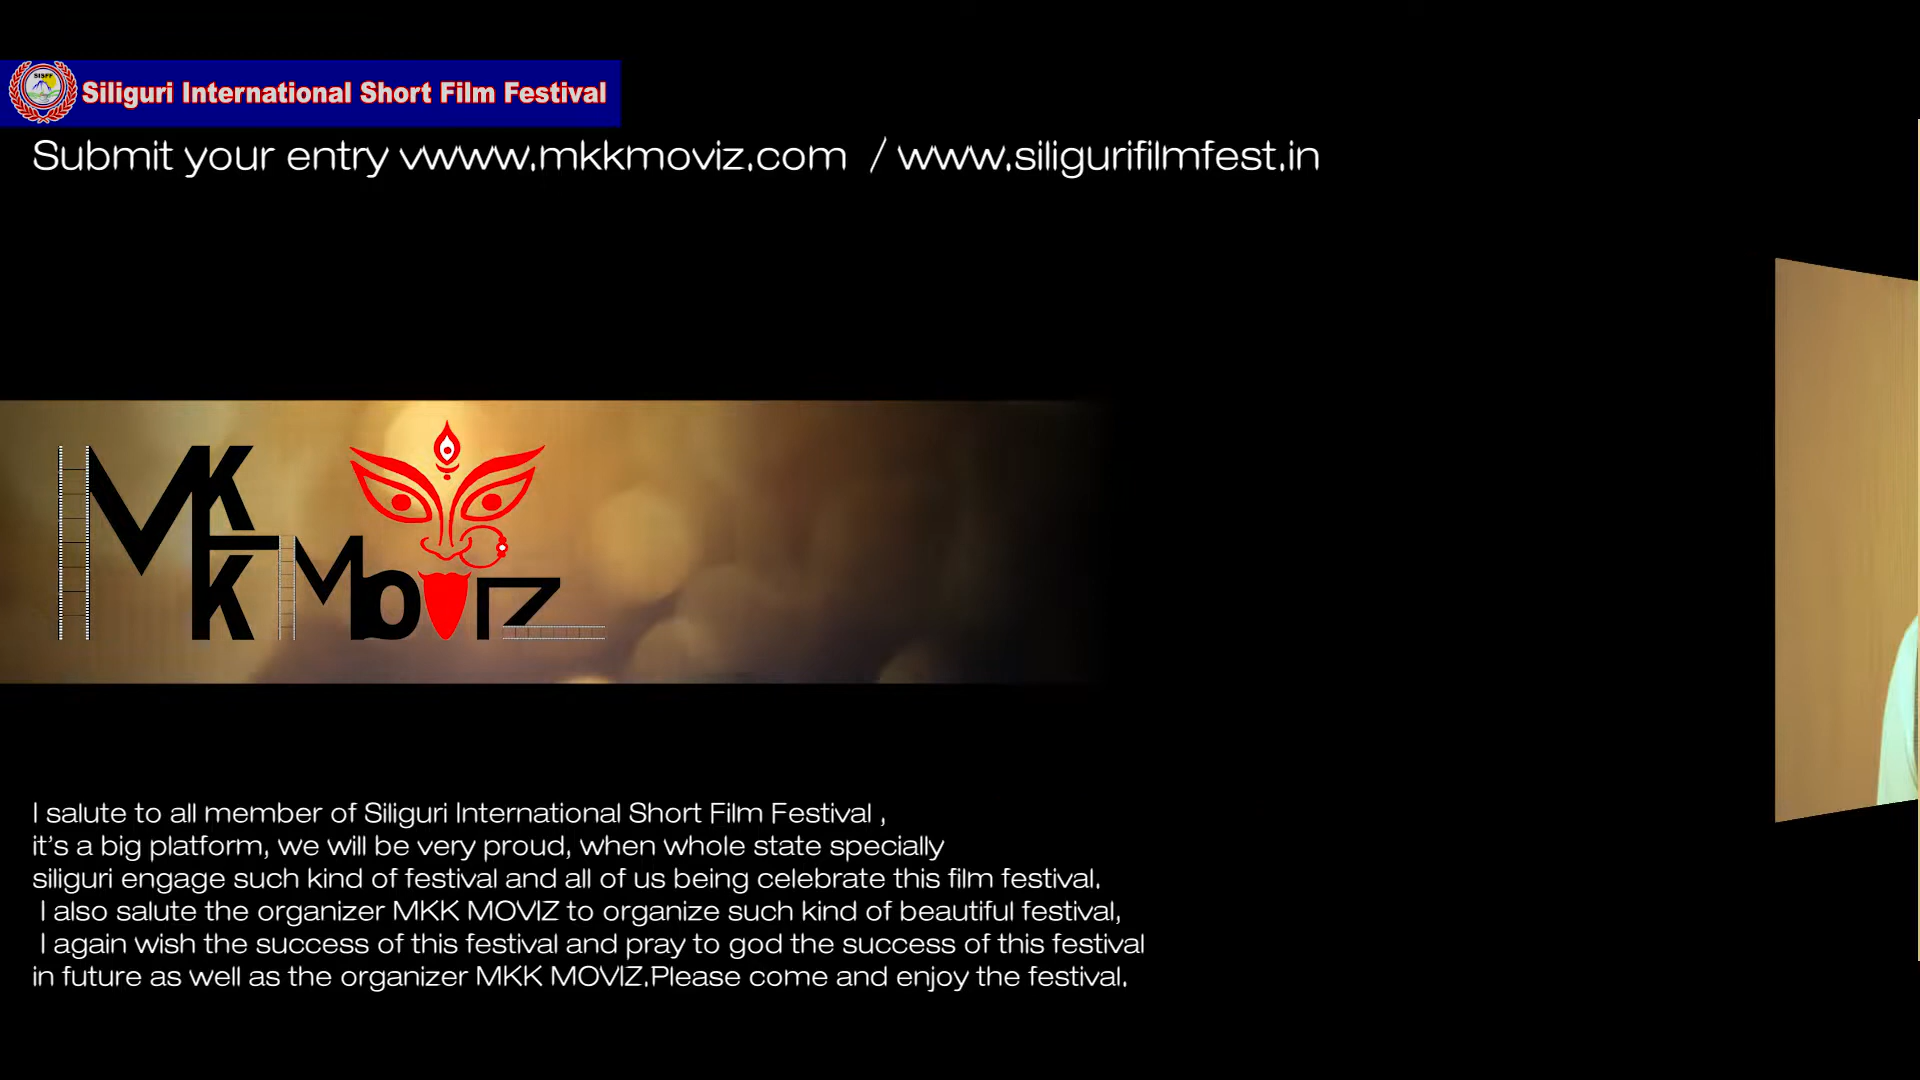 SISFF
Siliguri International Short Film Festival
Submit your entry vwww.mkkmoviz.com / www.siligurifilmfest.in
MKK MOVIZ
I salute to all member of Siliguri International Short Film Festival ,
it's a big platform, we will be very proud, when whole state specially
siliguri engage such kind of festival and all of us being celebrate this film festival.
I also salute the organizer MKK MOVIZ to organize such kind of beautiful festival,
I again wish the success of this festival and pray to god the success of this festival
in future as well as the organizer MKK MOVIZ.Please come and enjoy the festival.